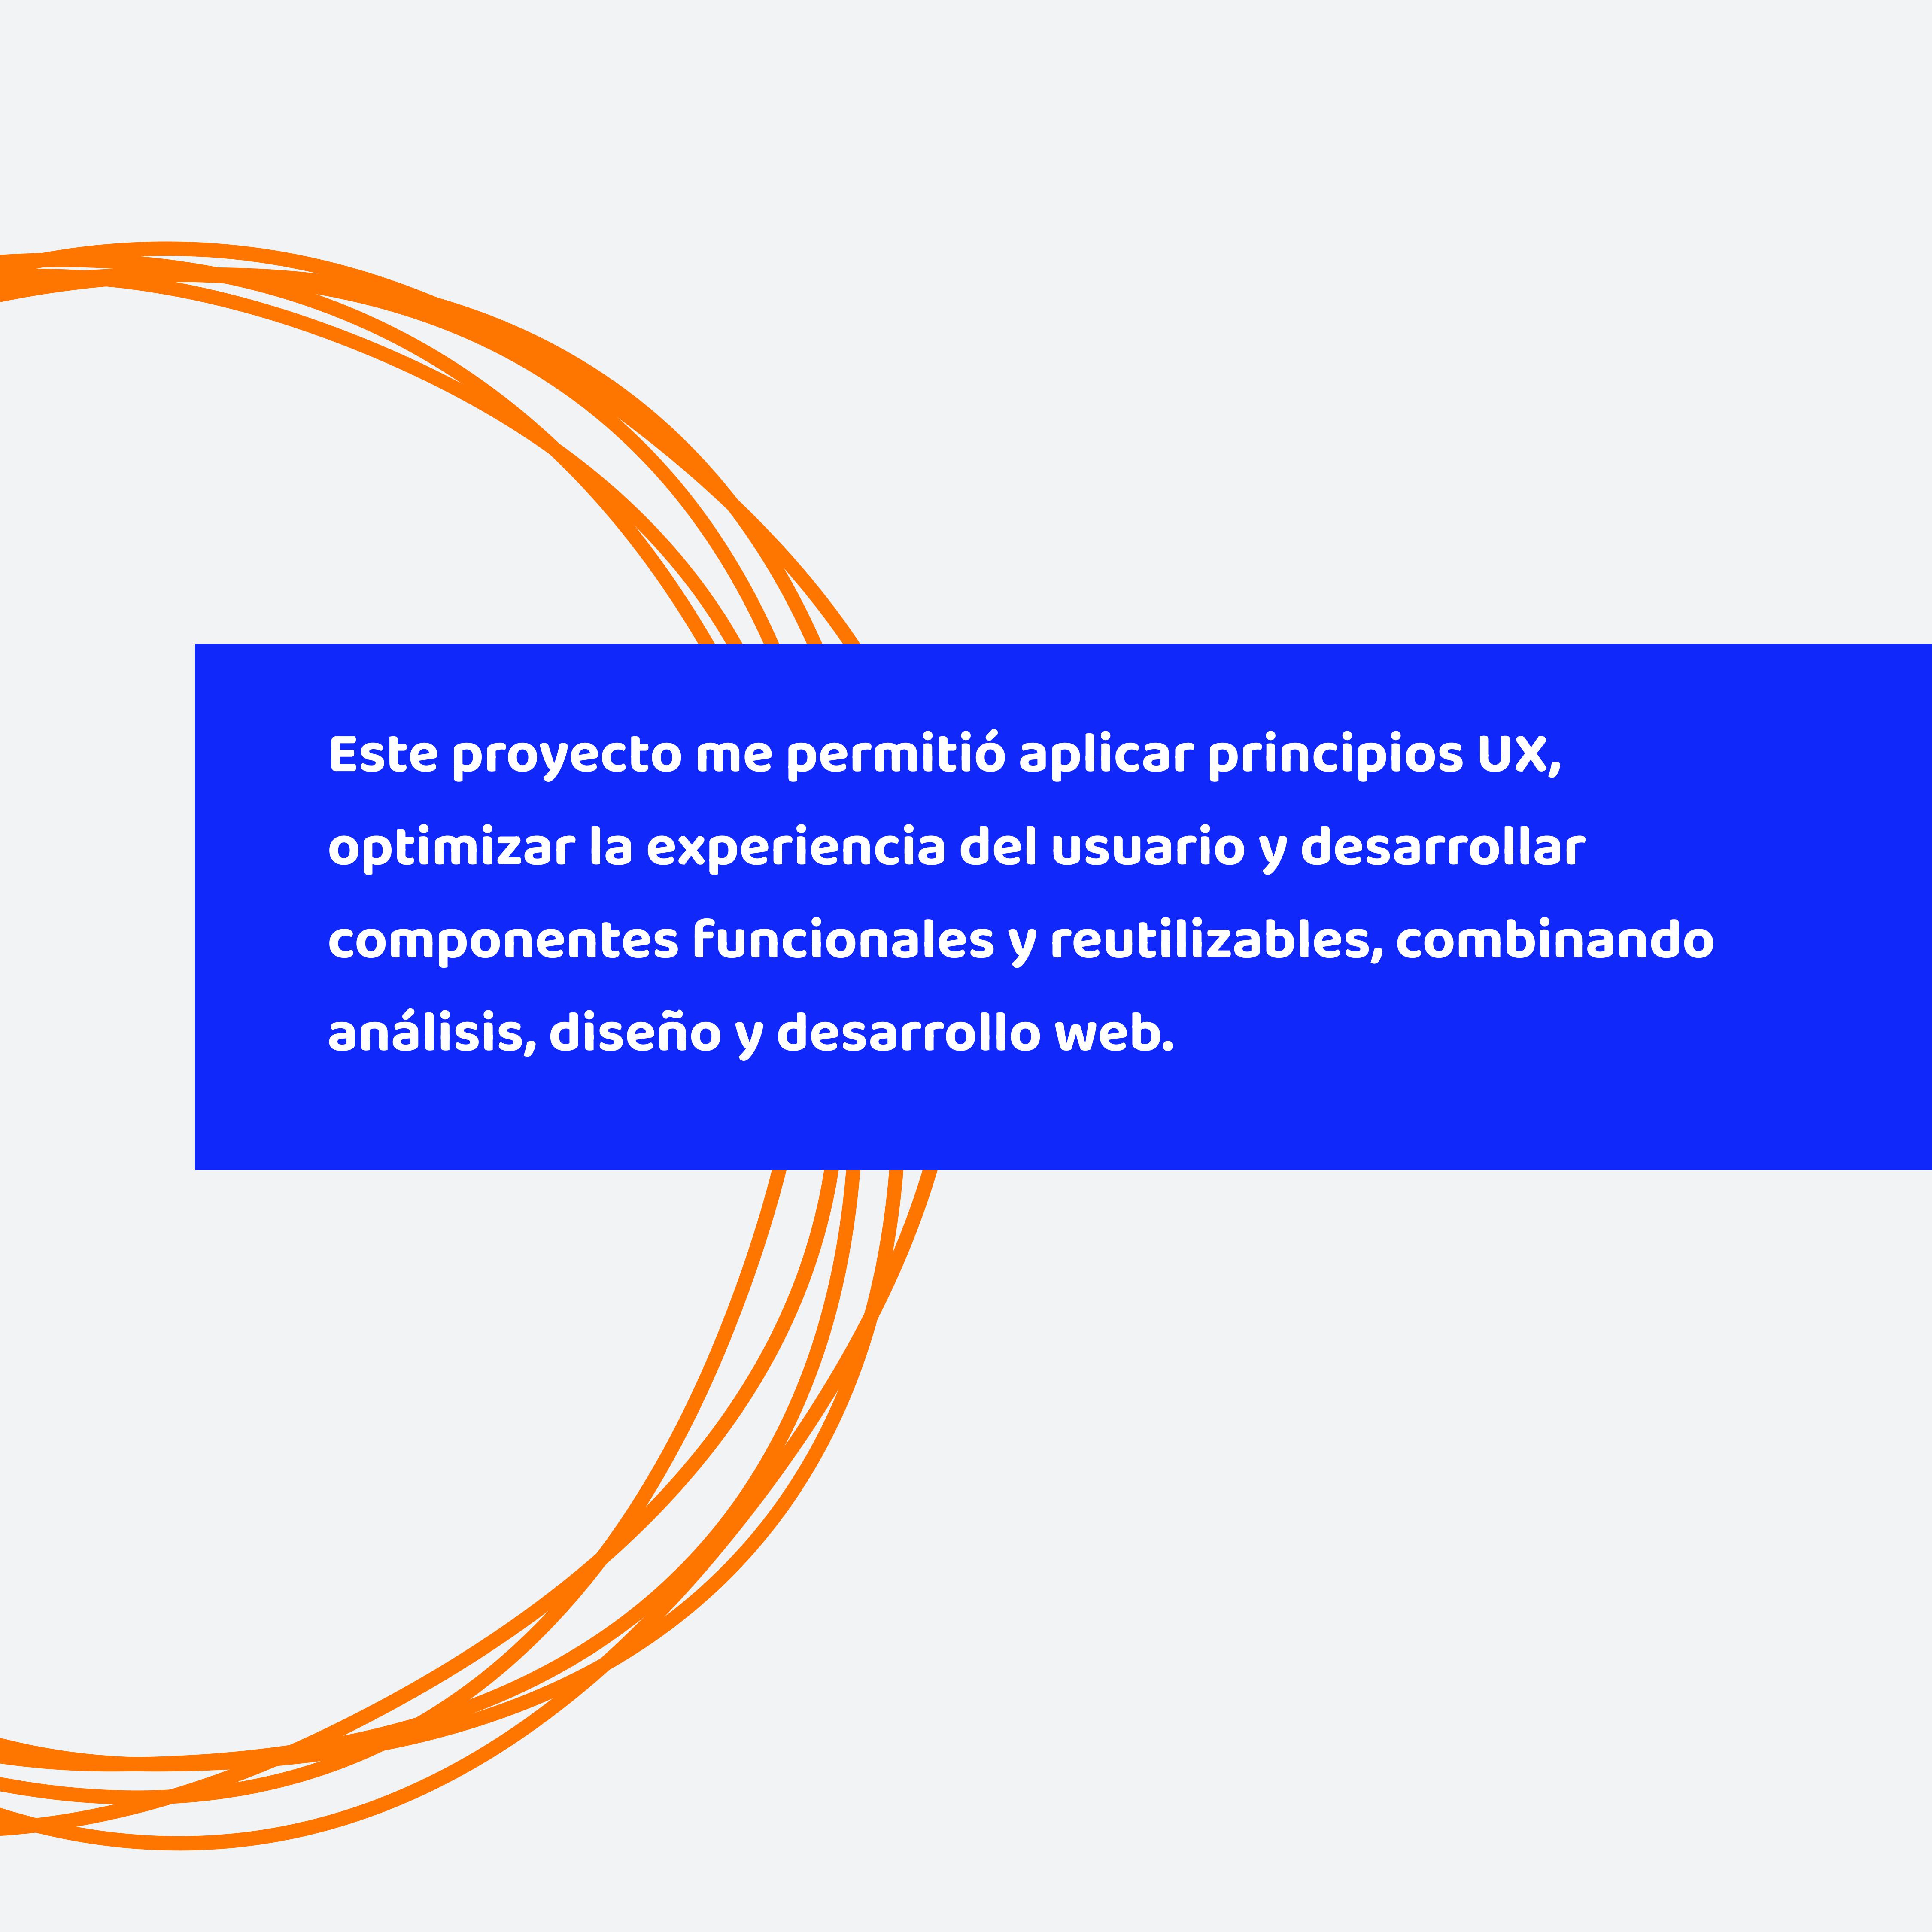 Este proyecto me permitió aplicar principios UX,
optimizar la experiencia del usuario y desarrollar
componentes funcionales y reutilizables, combinando
análisis, diseño y desarrollo web.